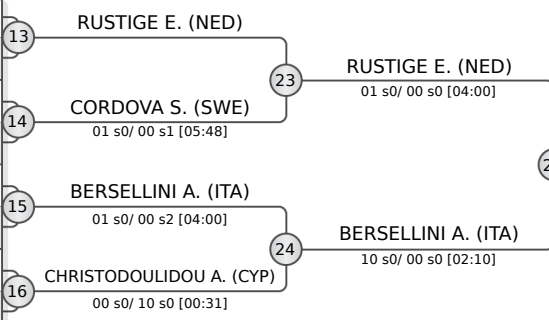 RUSTIGE E. (NED)
13
23
RUSTIGE E. (NED)
01 s0/ 00 s0 [04:00]
CORDOVA S. (SWE)
14
01 s0/ 00 s1 [05:48]
BERSELLINI A. (ITA)
15
01 s0/ 00 s2 [04:00]
24
BERSELLINI A. (ITA)
10 s0/ 00 s0 [02:10]
CHRISTODOULIDOU A. (CYP)
16
00 s0/ 10 s0 [00:31]